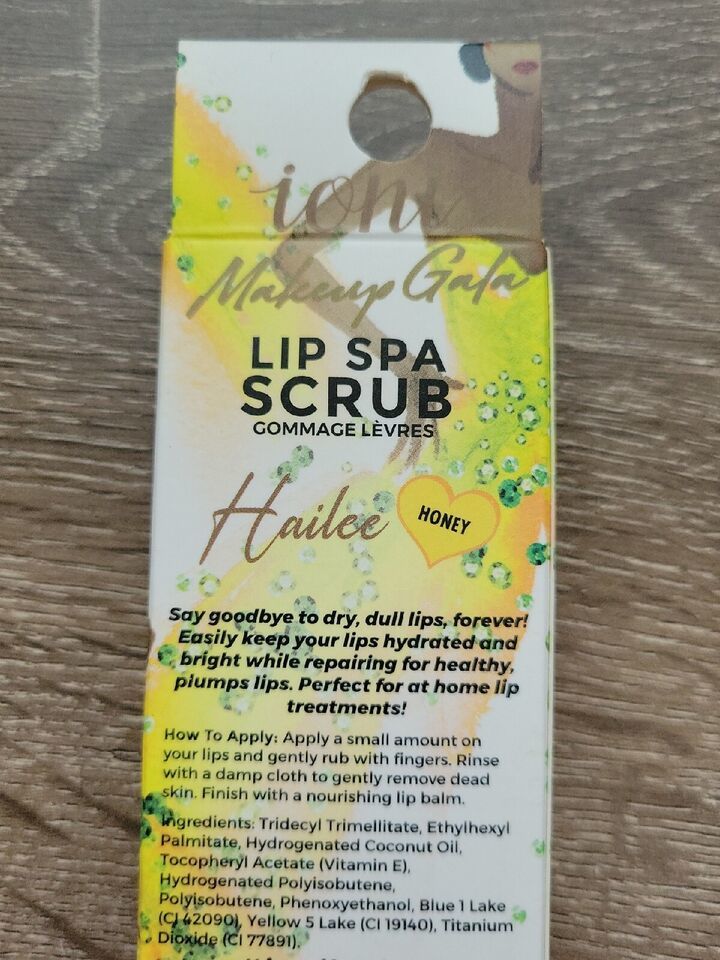 ioni
Makeup Gala
LIP SPA
SCRUB
GOMMAGE LÈVRES
Hailee
HONEY
Say goodbye to dry, dull lips, forever!
Easily keep your lips hydrated and
bright while repairing for healthy,
plumps lips. Perfect for at home lip
treatments!
How To Apply: Apply a small amount on
your lips and gently rub with fingers. Rinse
with a damp cloth to gently remove dead
skin. Finish with a nourishing lip balm.
Ingredients: Tridecyl Trimellitate, Ethylhexyl
Palmitate, Hydrogenated Coconut Oil,
Tocopheryl Acetate (Vitamin E),
Hydrogenated Polyisobutene,
Polyisobutene, Phenoxyethanol, Blue 1 Lake
(CI 42090), Yellow 5 Lake (CI 19140), Titanium
Dioxide (CI 77891).